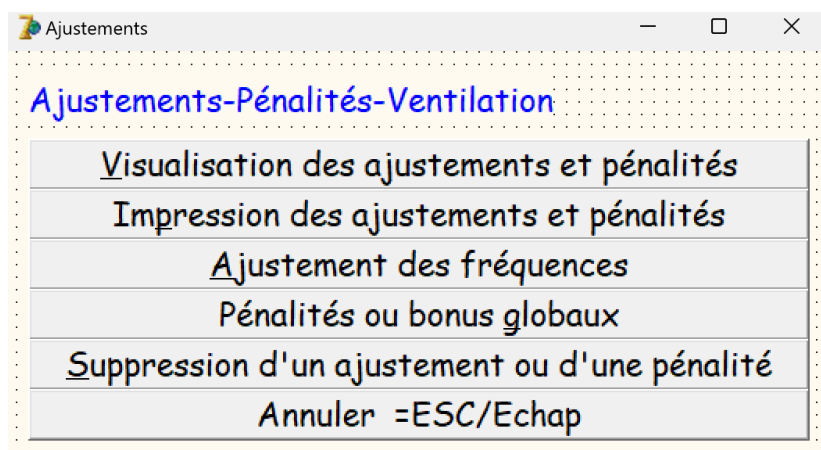 Ajustements
Ajustements-Pénalités-Ventilation
Visualisation des ajustements et pénalités
Impression des ajustements et pénalités
Ajustement des fréquences
Pénalités ou bonus globaux
Suppression d'un ajustement ou d'une pénalité
Annuler =ESC/Echap